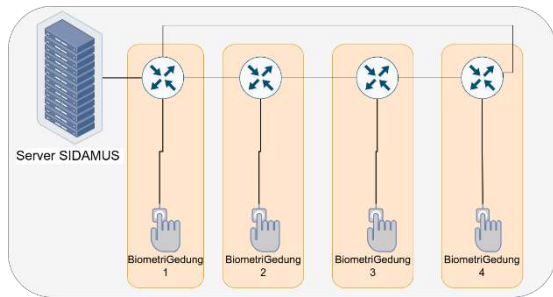 Server SIDAMUS
BiometriGedung
1
BiometriGedung
2
BiometriGedung
3
BiometriGedung
4